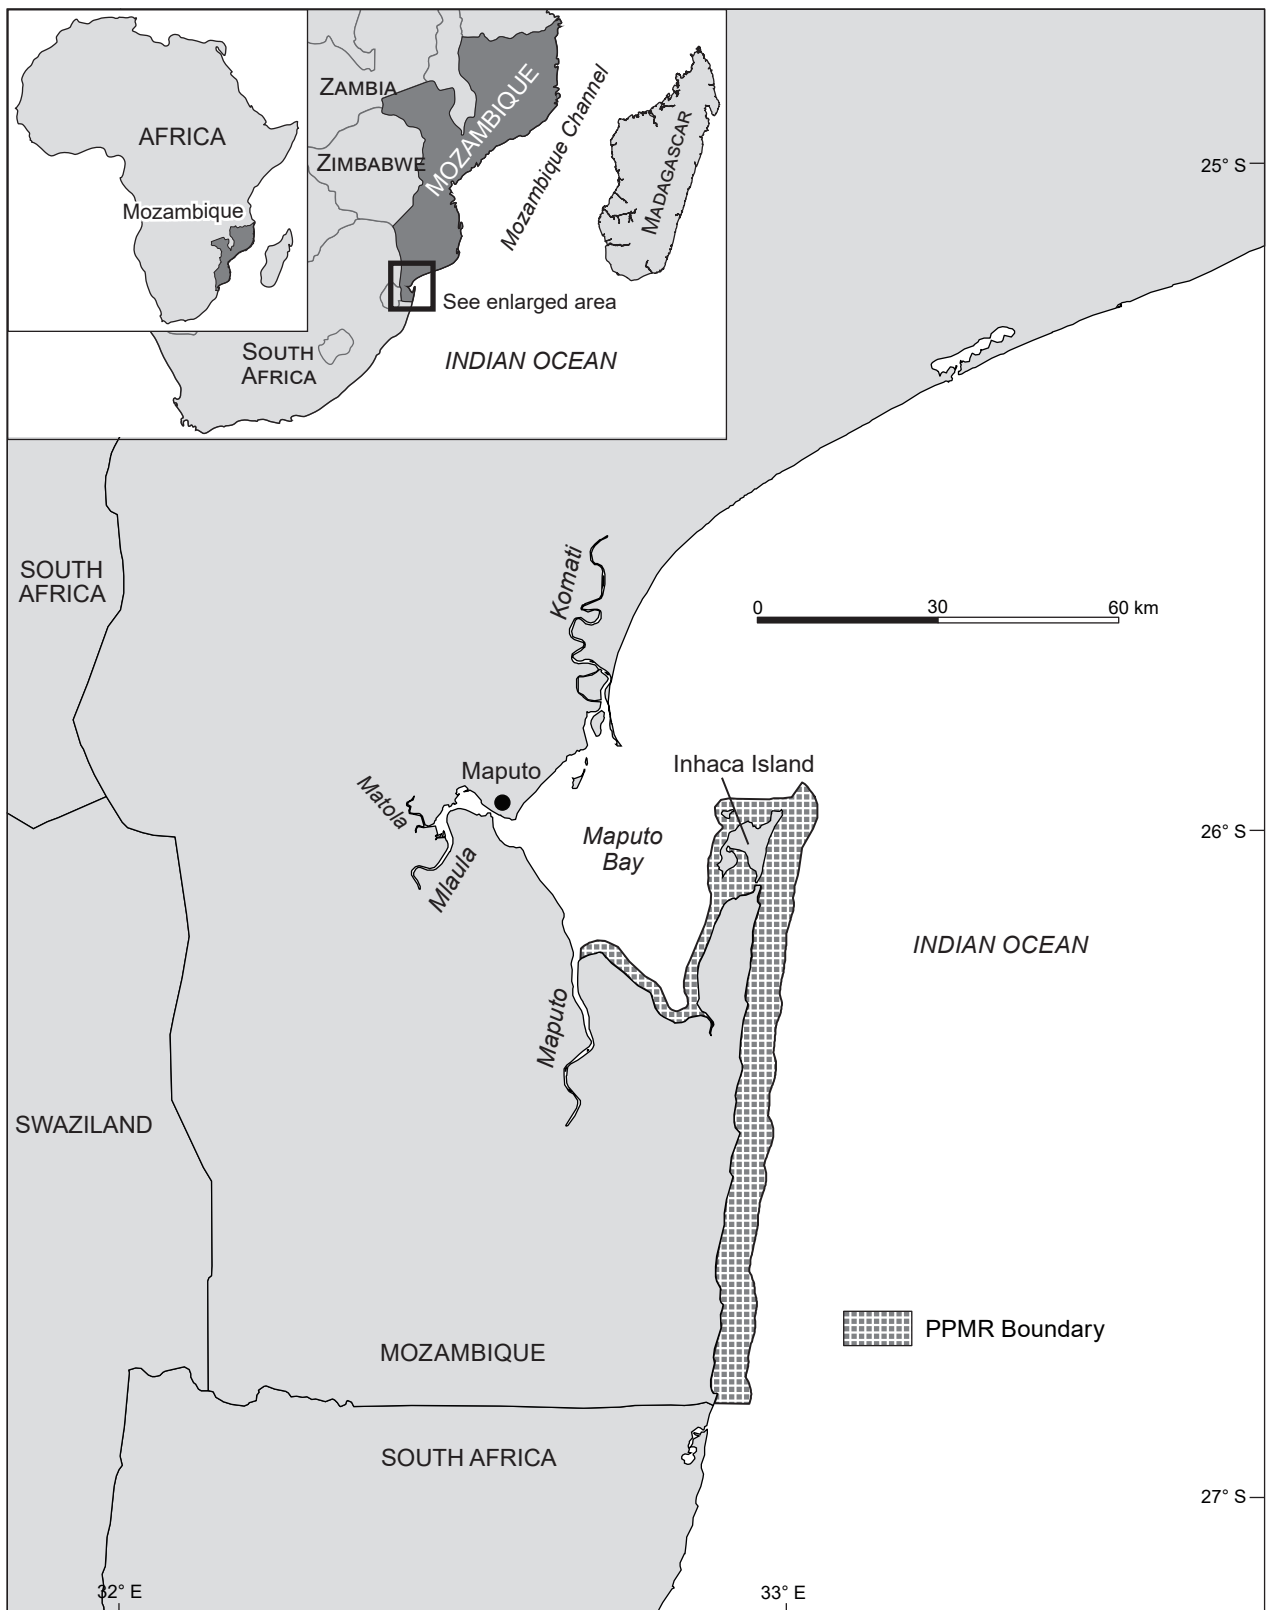 AFRICA
Mozambique
ZAMBIA
ZIMBABWE
MOZAMBIQUE
Mozambique Channel
MADAGASCAR
See enlarged area
SOUTH
AFRICA
INDIAN OCEAN
25° S
SOUTH
AFRICA
Komati
0 30 60 km
Inhaca Island
Maputo
Matola
Mlaula
Maputo
Bay
26° S
INDIAN OCEAN
Maputo
SWAZILAND
PPMR Boundary
MOZAMBIQUE
SOUTH AFRICA
27° S
32° E
33° E